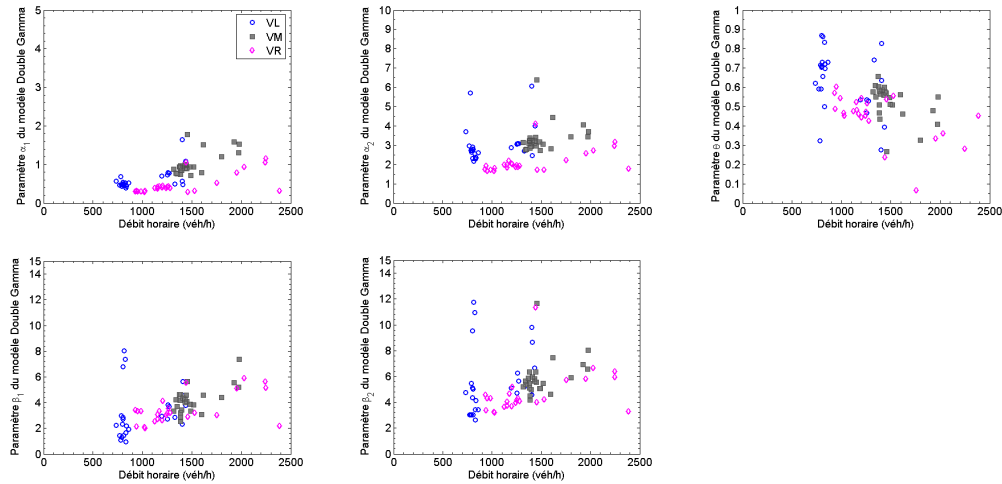 5
4
3
2
1
0
0 500 1000 1500 2000 2500
Paramètre α1 du modèle Double Gamma
Débit horaire (véh/h)
VL
VM
VR
10
9
8
7
6
5
4
3
2
1
0
0 500 1000 1500 2000 2500
Paramètre α2 du modèle Double Gamma
Débit horaire (véh/h)
1
0.9
0.8
0.7
0.6
0.5
0.4
0.3
0.2
0.1
0
0 500 1000 1500 2000 2500
Paramètre θ du modèle Double Gamma
Débit horaire (véh/h)
15
14
12
10
8
6
4
2
0
0 500 1000 1500 2000 2500
Paramètre β1 du modèle Double Gamma
Débit horaire (véh/h)
15
14
12
10
8
6
4
2
0
0 500 1000 1500 2000 2500
Paramètre β2 du modèle Double Gamma
Débit horaire (véh/h)